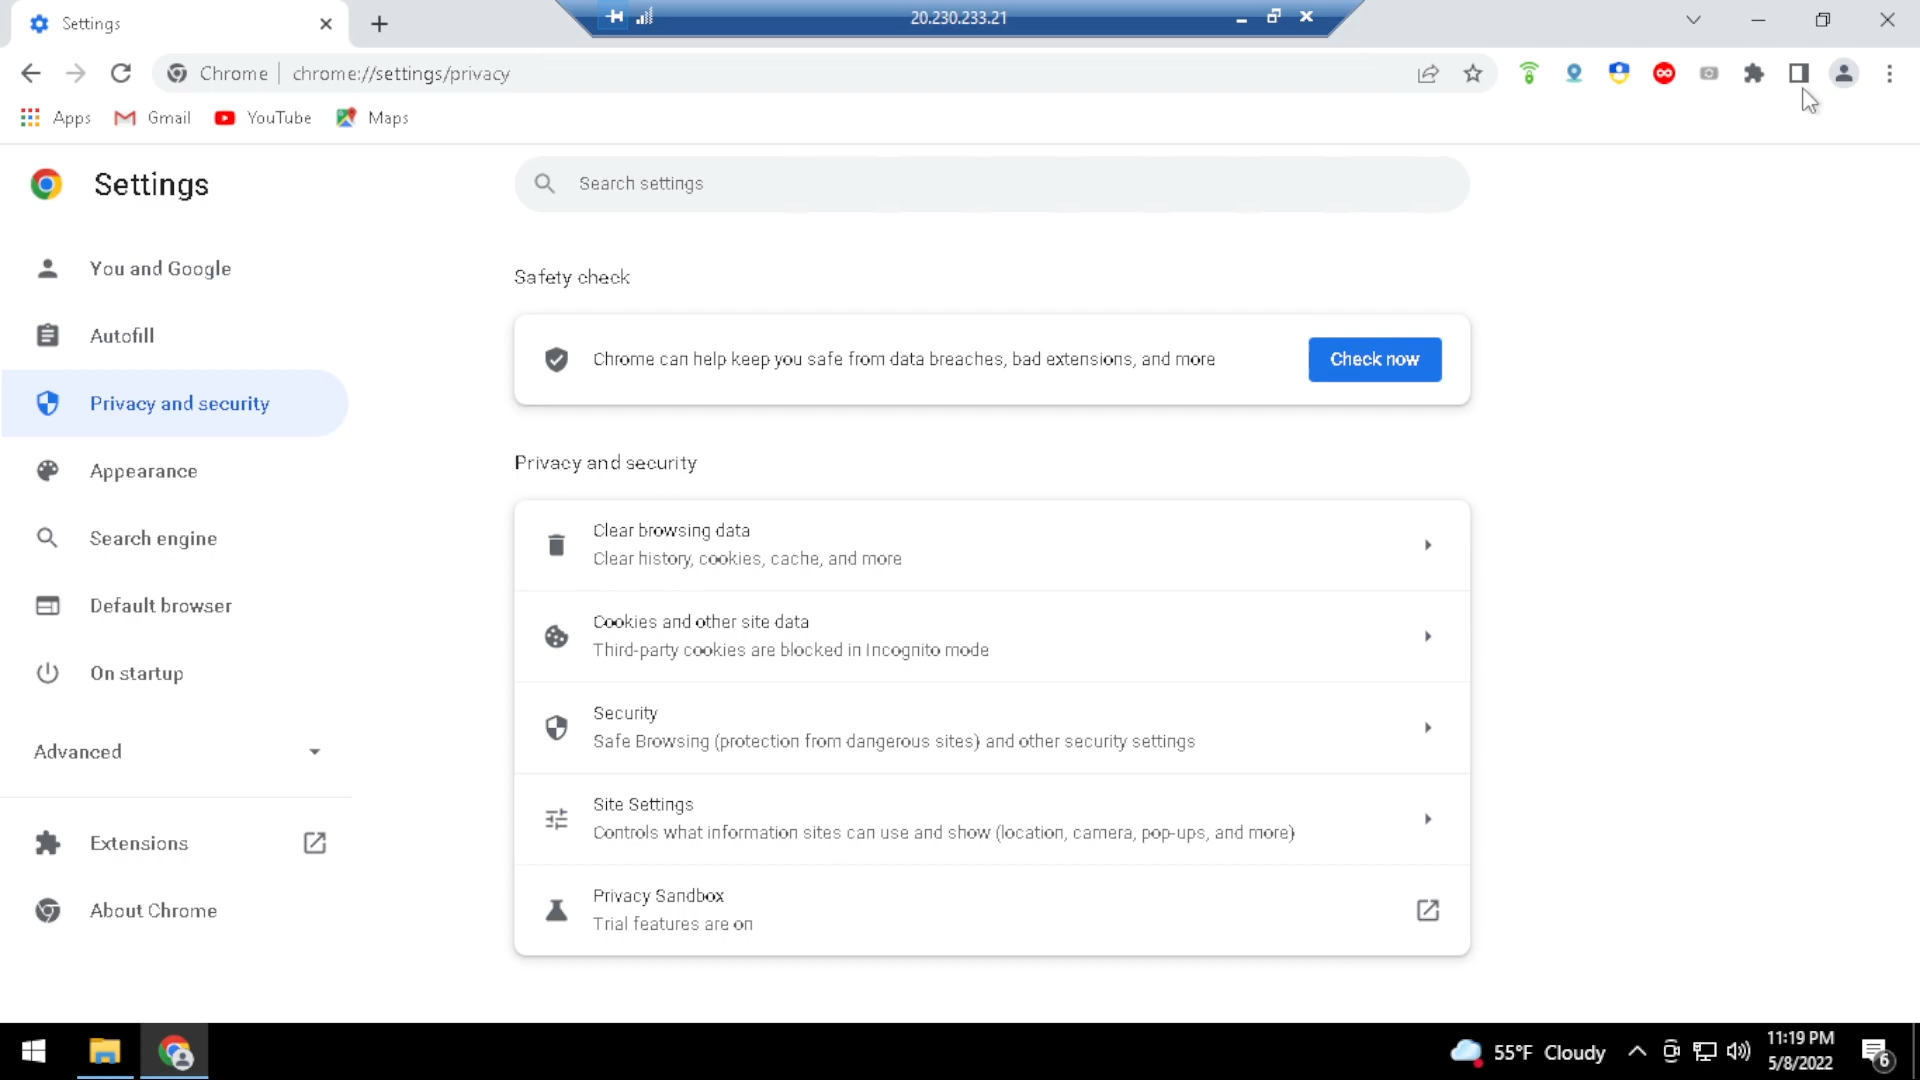 Settings
20.230.233.21
Chrome
chrome://settings/privacy
Apps
Gmail
YouTube
Maps
Settings
Search settings
You and Google
Autofill
Privacy and security
Appearance
Search engine
Default browser
On startup
Advanced
Extensions
About Chrome
Safety check
Chrome can help keep you safe from data breaches, bad extensions, and more
Check now
Privacy and security
Clear browsing data
Clear history, cookies, cache, and more
Cookies and other site data
Third-party cookies are blocked in Incognito mode
Security
Safe Browsing (protection from dangerous sites) and other security settings
Site Settings
Controls what information sites can use and show (location, camera, pop-ups, and more)
Privacy Sandbox
Trial features are on
55°F Cloudy
11:19 PM
5/8/2022
6